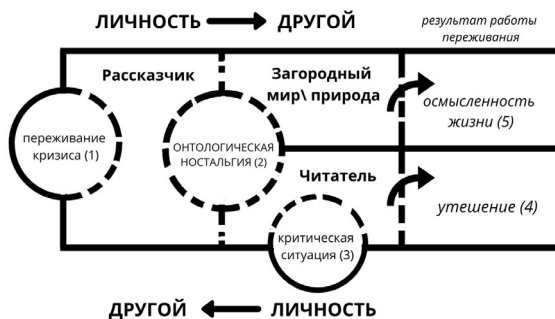 ЛИЧНОСТЬ ДРУГОЙ
результат работы
переживания
Рассказчик
Загородный
мир\ природа
переживание
кризиса (1)
ОНТОЛОГИЧЕСКАЯ
НОСТАЛЬГИЯ (2)
осмысленность
жизни (5)
Читатель
утешение (4)
критическая
ситуация (3)
ДРУГОЙ ЛИЧНОСТЬ